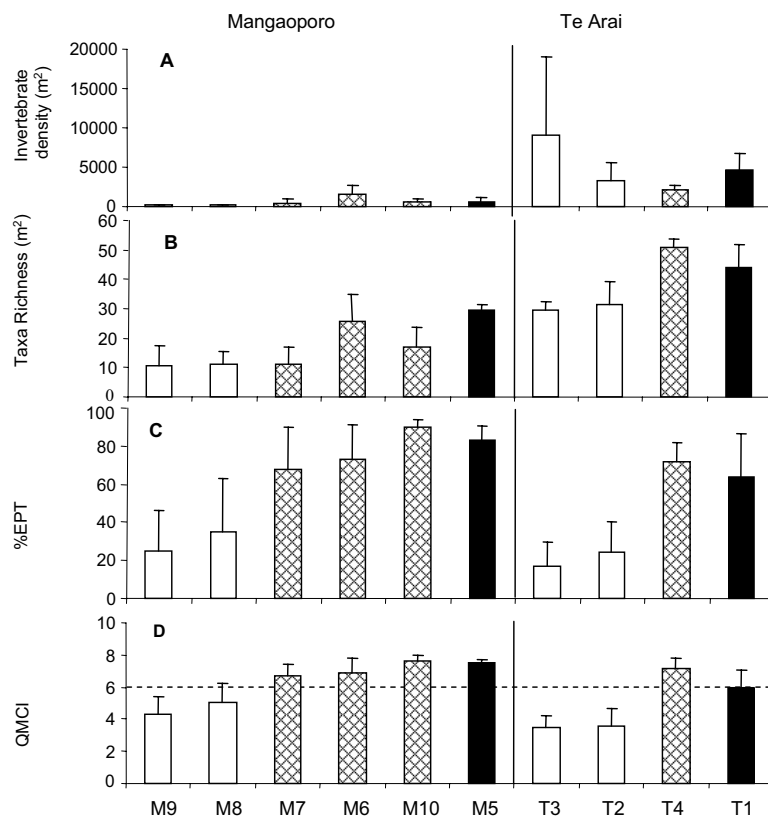 Mangaoporo Te Arai
A
Invertebrate
density (m²)
20000
15000
10000
5000
0
B
Taxa Richness (m²)
60
50
40
30
20
10
0
C
%EPT
100
80
60
40
20
0
D
QMCI
10
8
6
4
2
0
M9 M8 M7 M6 M10 M5 T3 T2 T4 T1